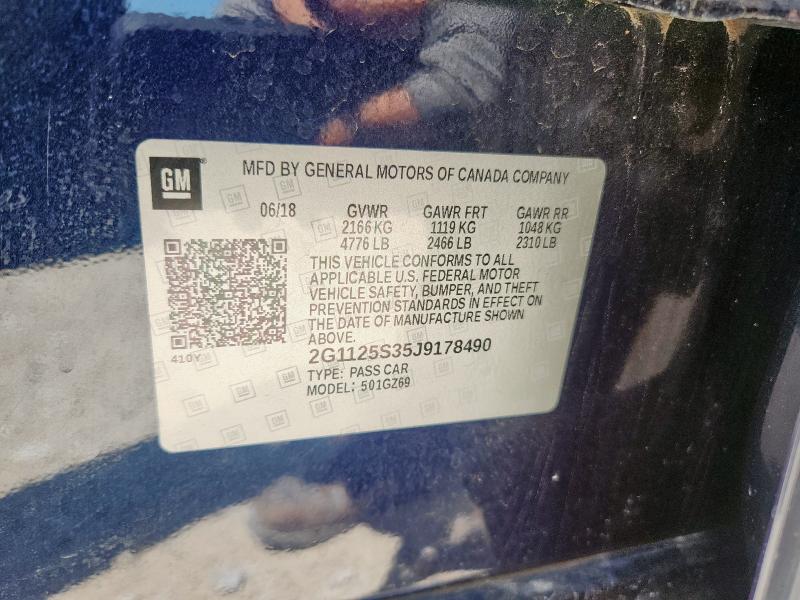 GM
MFD BY GENERAL MOTORS OF CANADA COMPANY
06/18 GVWR GAWR FRT GAWR RR
2166 KG 1119 KG 1048 KG
4776 LB 2466 LB 2310 LB
THIS VEHICLE CONFORMS TO ALL
APPLICABLE U.S. FEDERAL MOTOR
VEHICLE SAFETY, BUMPER, AND THEFT
PREVENTION STANDARDS IN EFFECT ON
THE DATE OF MANUFACTURE SHOWN
ABOVE.
410Y
2G1125S35J9178490
TYPE: PASS CAR
MODEL: 501GZ69